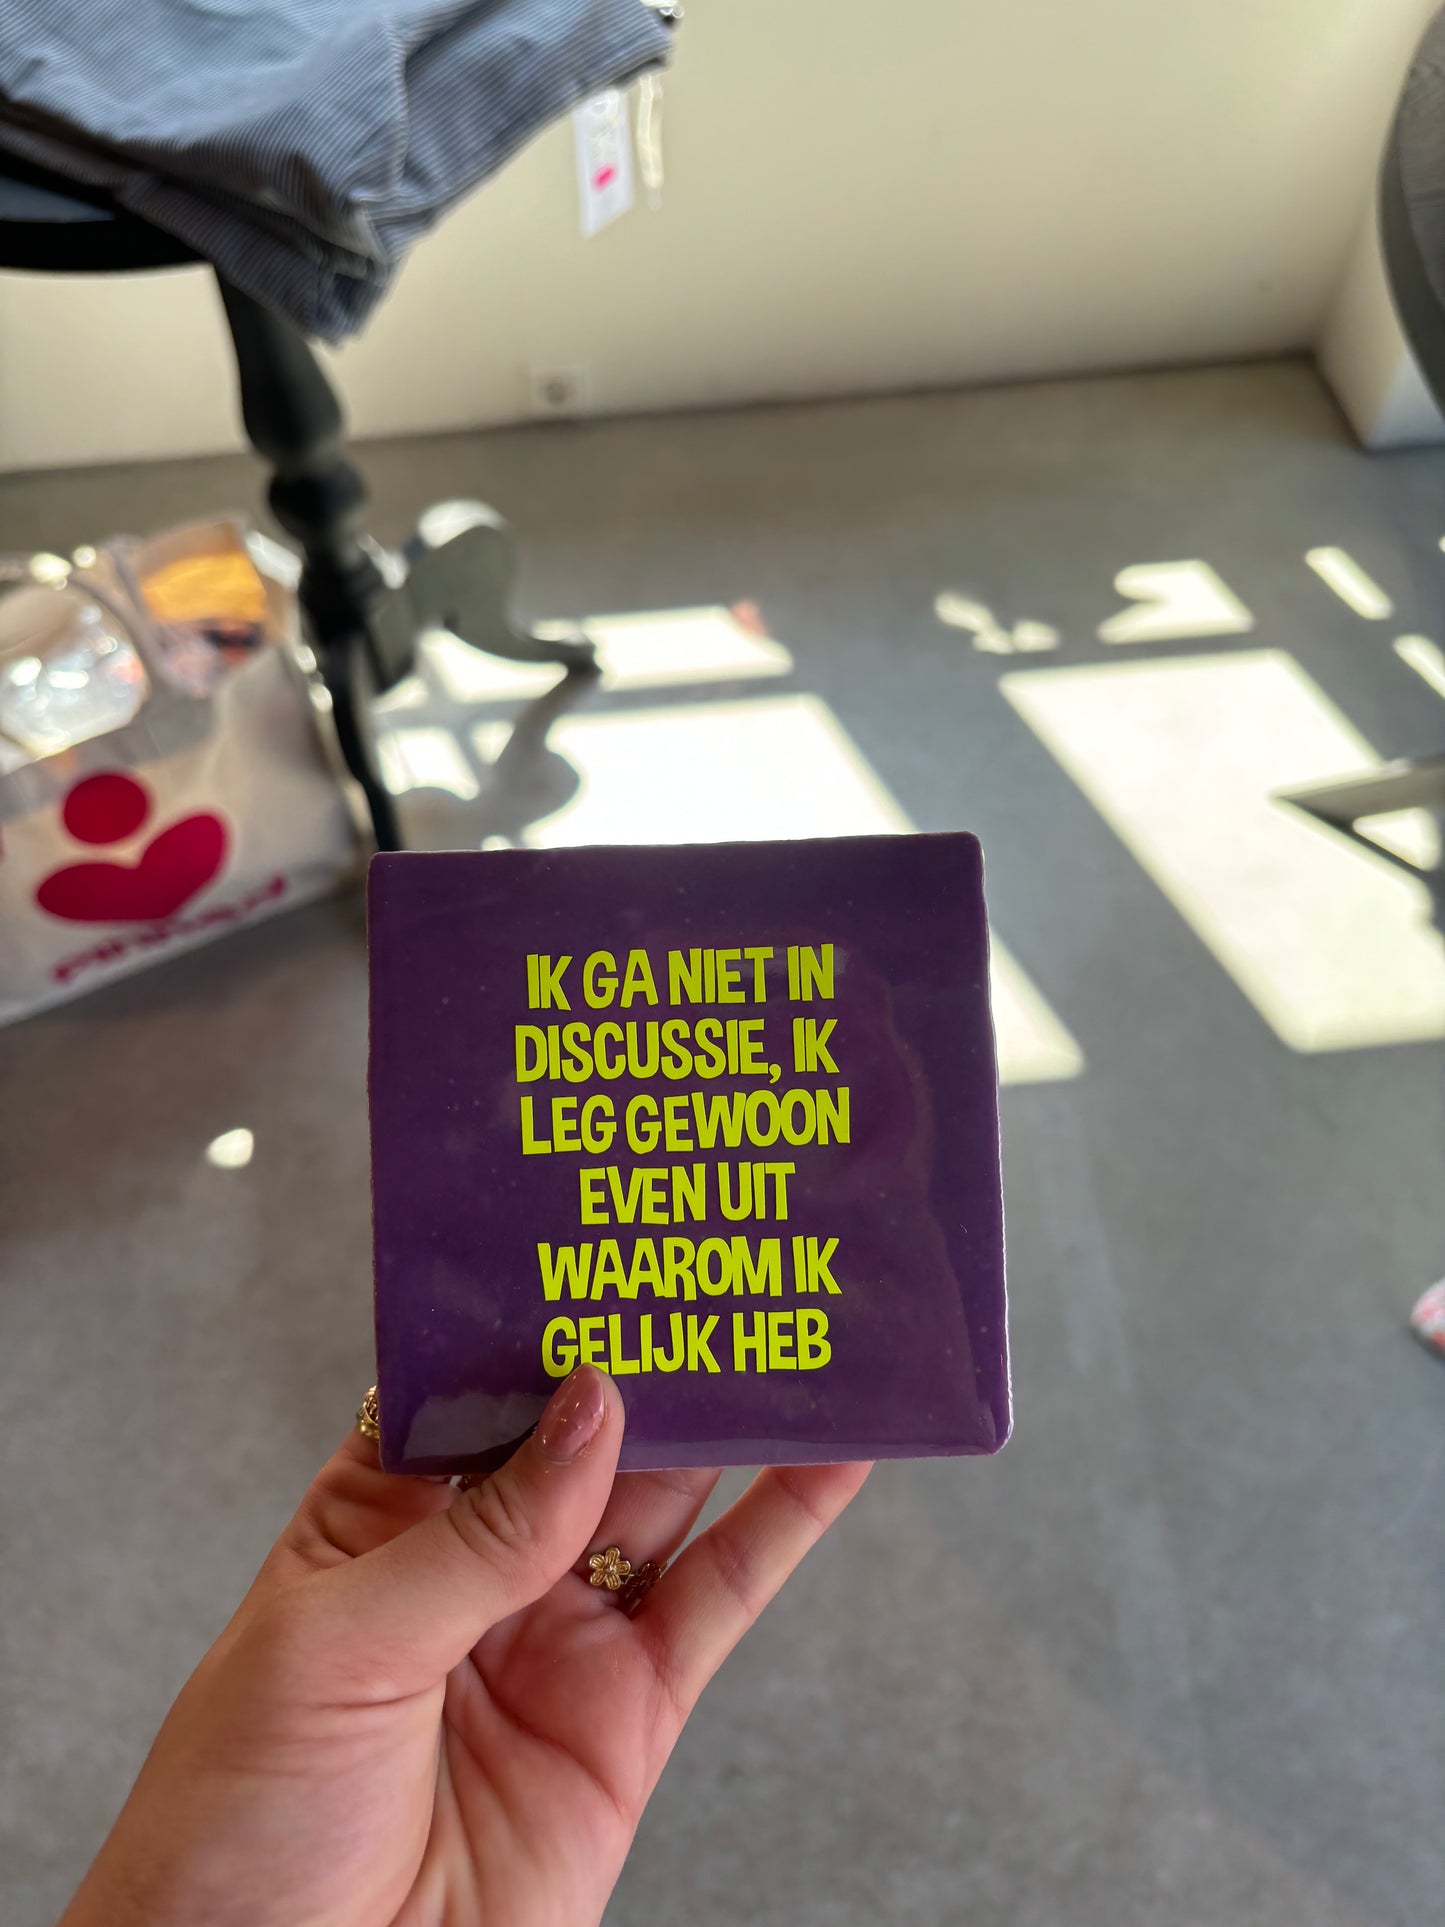 IK GA NIET IN
DISCUSSIE, IK
LEG GEWOON
EVEN UIT
WAAROM IK
GELIJK HEB